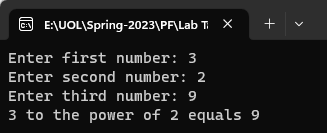 E:\UOL\Spring-2023\PF\Lab Ta
Enter first number: 3
Enter second number: 2
Enter third number: 9
3 to the power of 2 equals 9